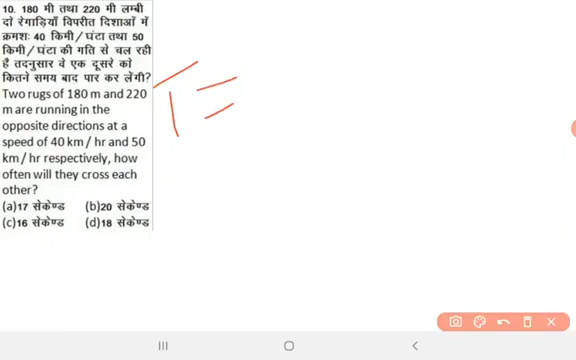 10. 180 मी तथा 220 मी लम्बी
दो रेगाड़ियाँ विपरीत दिशाओं में
क्रमशः 40 किमी/घंटा तथा 50
किमी/घंटा की गति से चल रही
है तदनुसार वे एक दूसरे को
कितने समय बाद पार कर लेंगी?
Two rugs of 180 m and 220
m are running in the
opposite directions at a
speed of 40 km/hr and 50
km/hr respectively, how
often will they cross each
other?
(a)17 सेकेण्ड (b)20 सेकेण्ड
(c)16 सेकेण्ड (d)18 सेकेण्ड
T =